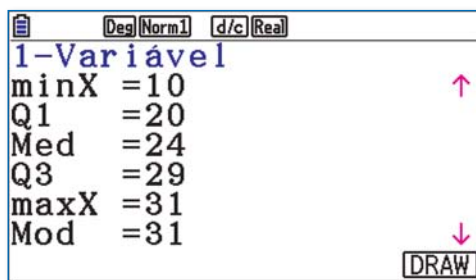 Deg Norm1 d/c Real
1-Variável
minX =10
Q1 =20
Med =24
Q3 =29
maxX =31
Mod =31
DRAW